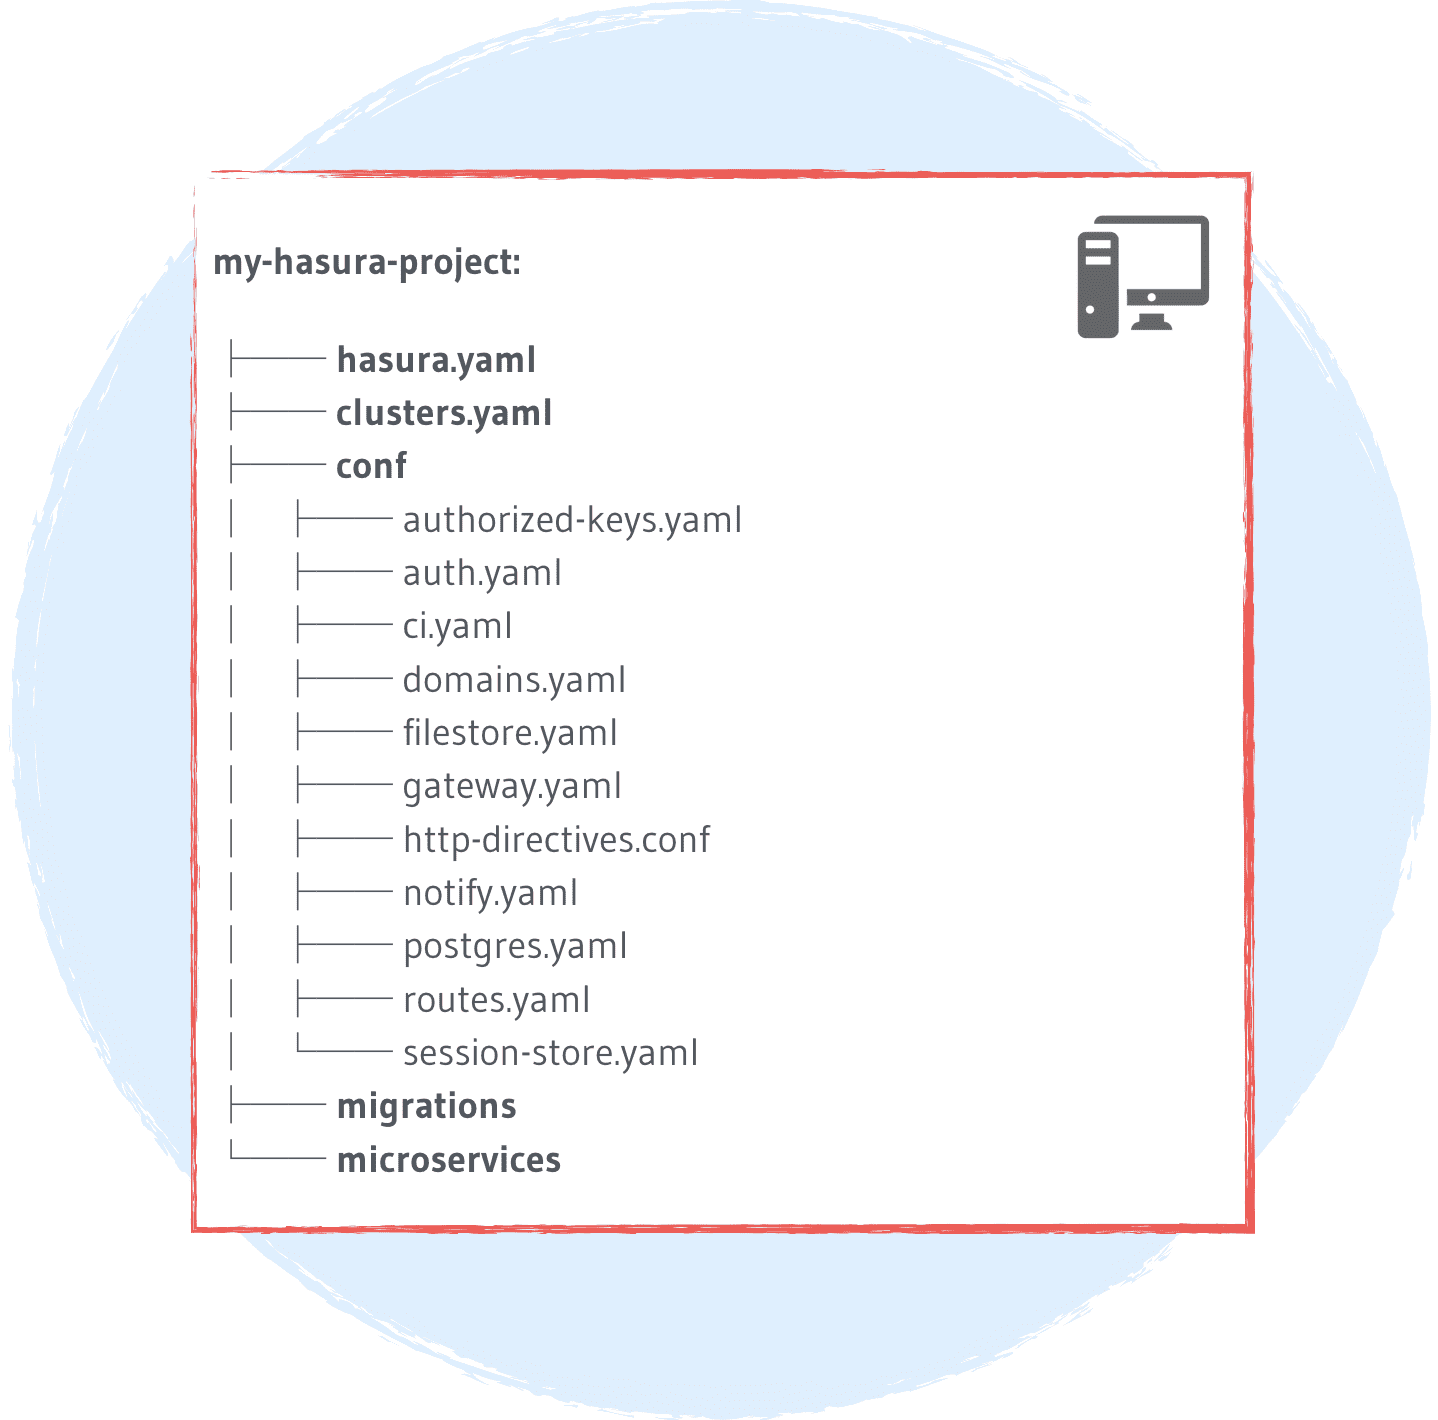 my-hasura-project:
hasura.yaml
clusters.yaml
conf
authorized-keys.yaml
auth.yaml
ci.yaml
domains.yaml
filestore.yaml
gateway.yaml
http-directives.conf
notify.yaml
postgres.yaml
routes.yaml
session-store.yaml
migrations
microservices